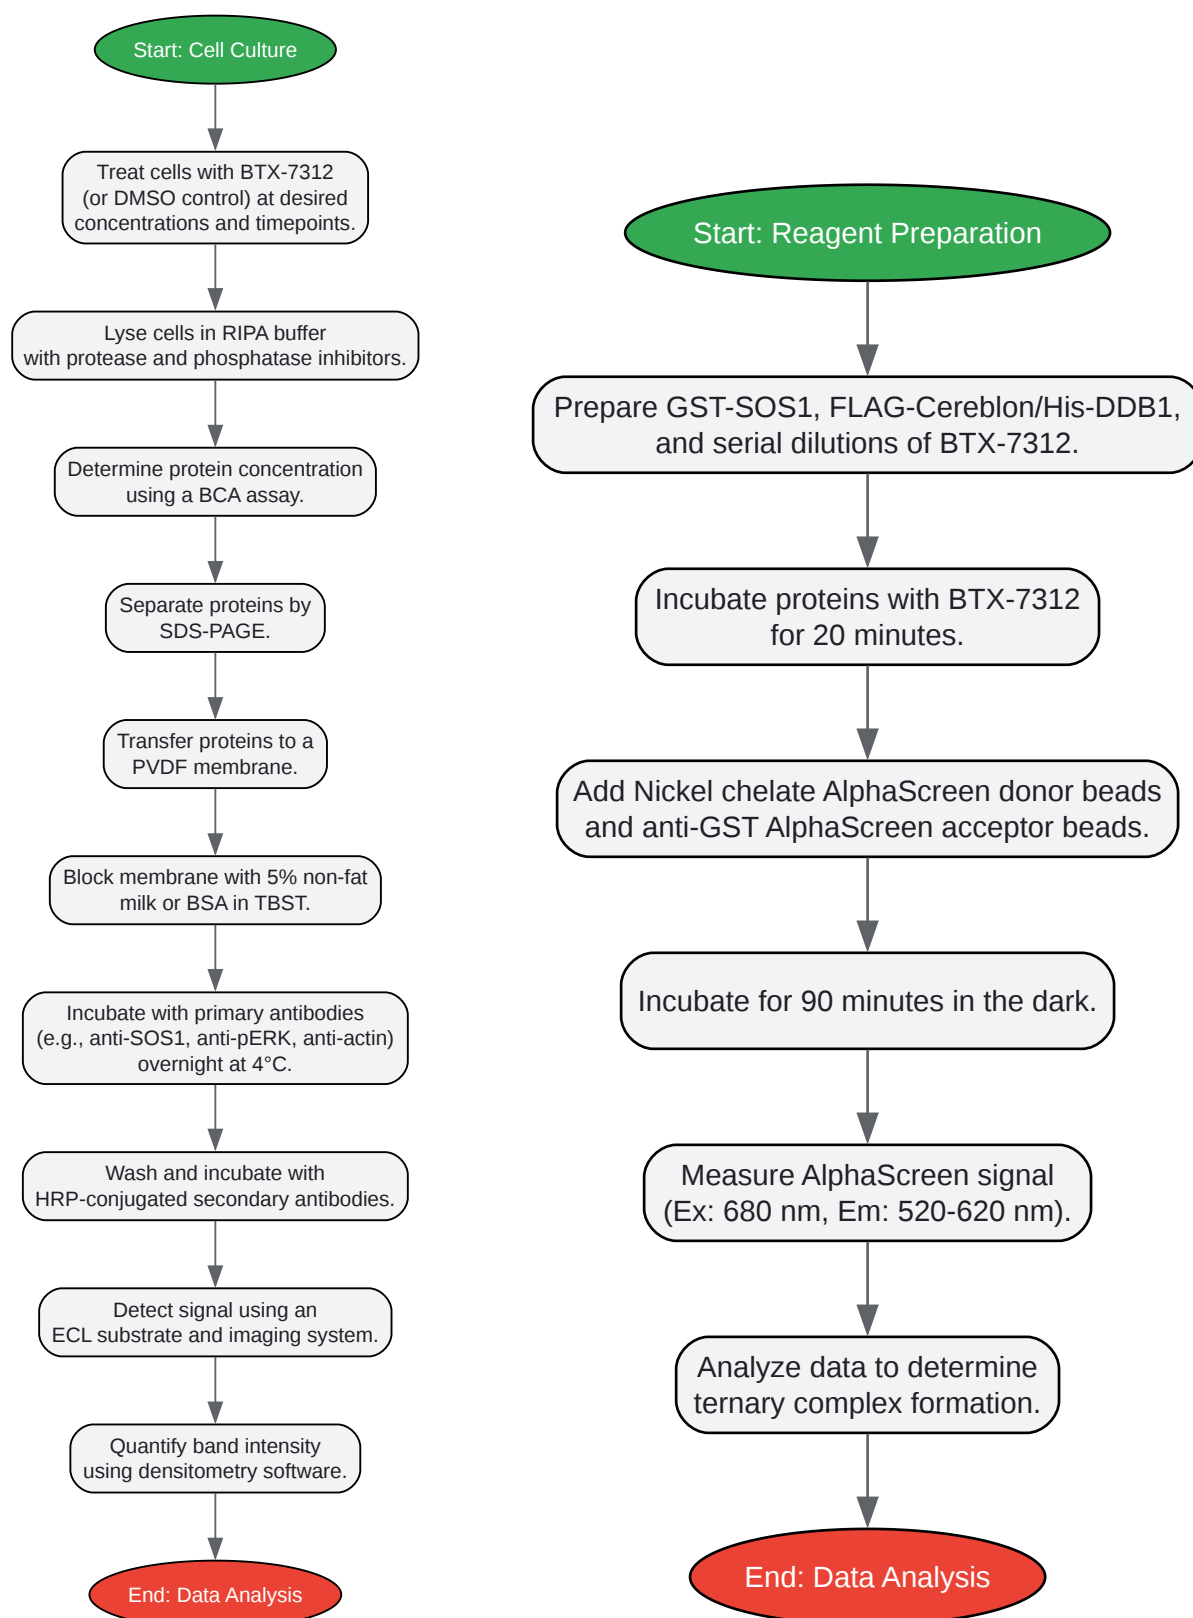 Start: Cell Culture
Treat cells with BTX-7312
(or DMSO control) at desired
concentrations and timepoints.
Lyse cells in RIPA buffer
with protease and phosphatase inhibitors.
Determine protein concentration
using a BCA assay.
Separate proteins by
SDS-PAGE.
Transfer proteins to a
PVDF membrane.
Block membrane with 5% non-fat
milk or BSA in TBST.
Incubate with primary antibodies
(e.g., anti-SOS1, anti-pERK, anti-actin)
overnight at 4°C.
Wash and incubate with
HRP-conjugated secondary antibodies.
Detect signal using an
ECL substrate and imaging system.
Quantify band intensity
using densitometry software.
End: Data Analysis
Start: Reagent Preparation
Prepare GST-SOS1, FLAG-Cereblon/His-DDB1,
and serial dilutions of BTX-7312.
Incubate proteins with BTX-7312
for 20 minutes.
Add Nickel chelate AlphaScreen donor beads
and anti-GST AlphaScreen acceptor beads.
Incubate for 90 minutes in the dark.
Measure AlphaScreen signal
(Ex: 680 nm, Em: 520-620 nm).
Analyze data to determine
ternary complex formation.
End: Data Analysis